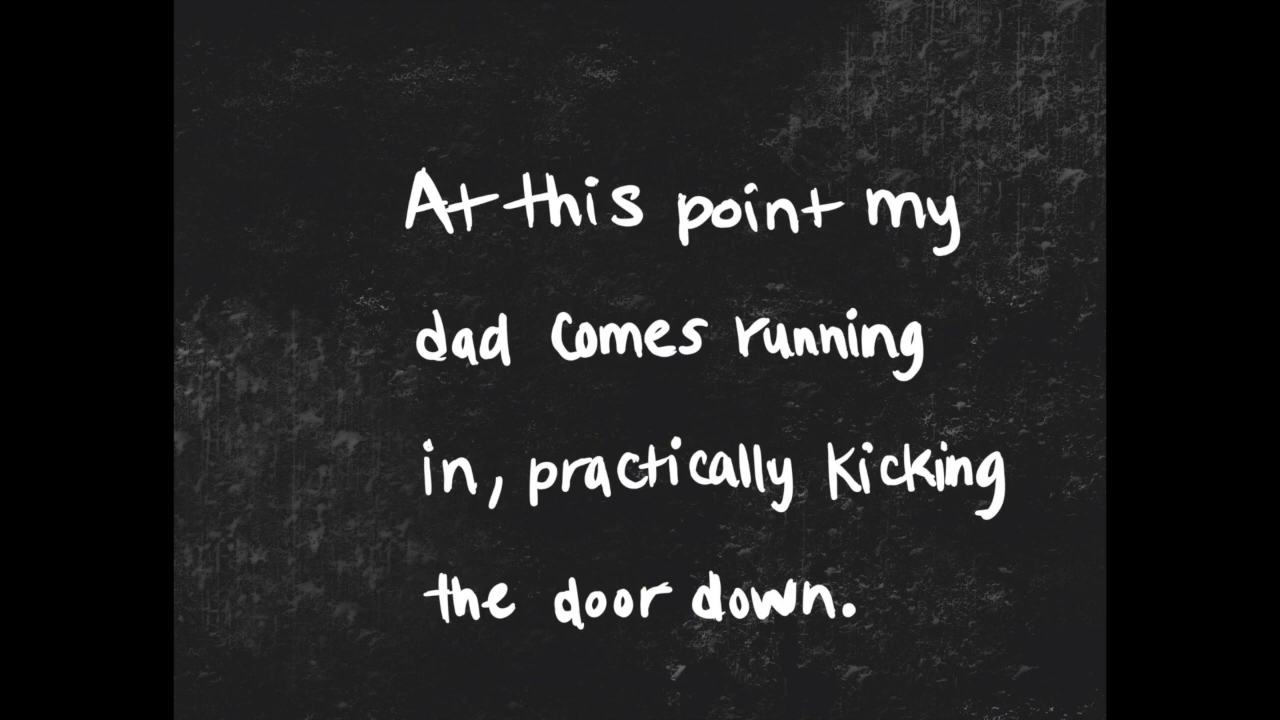 At this point my
dad comes running
in, practically kicking
the door down.